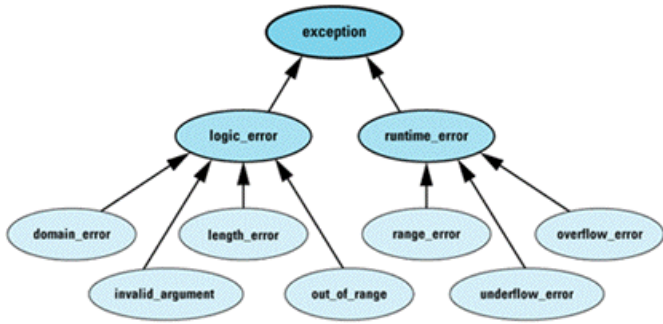 exception
logic_error
runtime_error
domain_error
length_error
range_error
overflow_error
invalid_argument
out_of_range
underflow_error